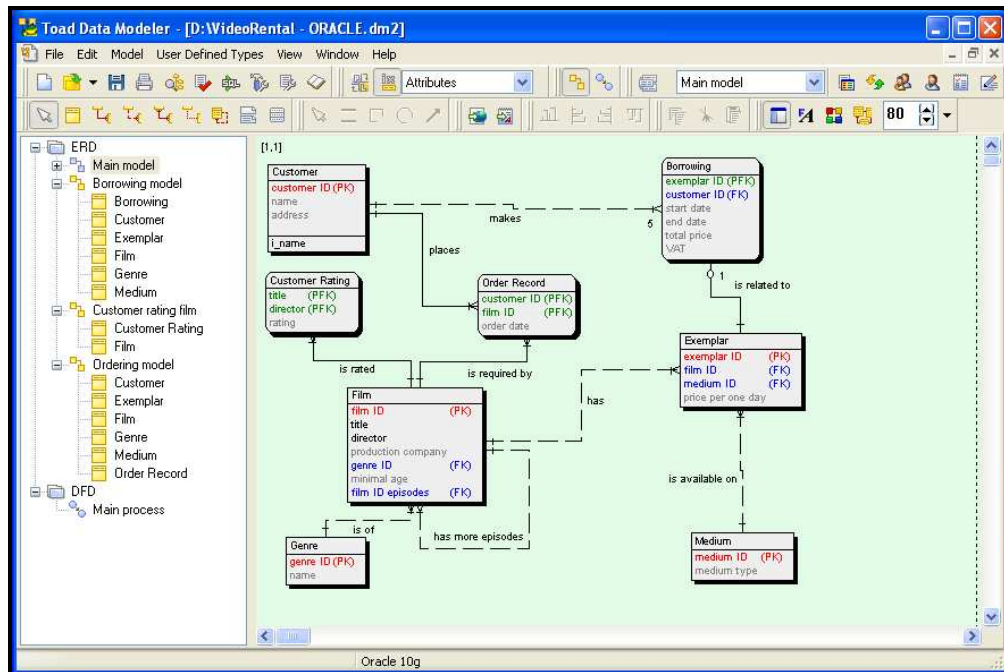 Toad Data Modeler - [D:\VideoRental - ORACLE.dm2]
File Edit Model User Defined Types View Window Help
Attributes
Main model
80
ERD
Main model
Borrowing model
Borrowing
Customer
Exemplar
Film
Genre
Medium
Customer rating film
Customer Rating
Film
Ordering model
Customer
Exemplar
Film
Genre
Medium
Order Record
DFD
Main process
[1,1]
Customer
customer ID (PK)
name
address
i_name
makes
5
Borrowing
exemplar ID (PFK)
customer ID (FK)
start date
end date
total price
VAT
places
1
is related to
Customer Rating
title (PFK)
director (PFK)
rating
Order Record
customer ID (PFK)
film ID (PFK)
order date
Exemplar
exemplar ID (PK)
film ID (FK)
medium ID (FK)
price per one day
is rated
is required by
has
Film
film ID (PK)
title
director
production company
genre ID (FK)
minimal age
film ID episodes (FK)
is available on
is of
has more episodes
Genre
genre ID (PK)
name
Medium
medium ID (PK)
medium type
Oracle 10g